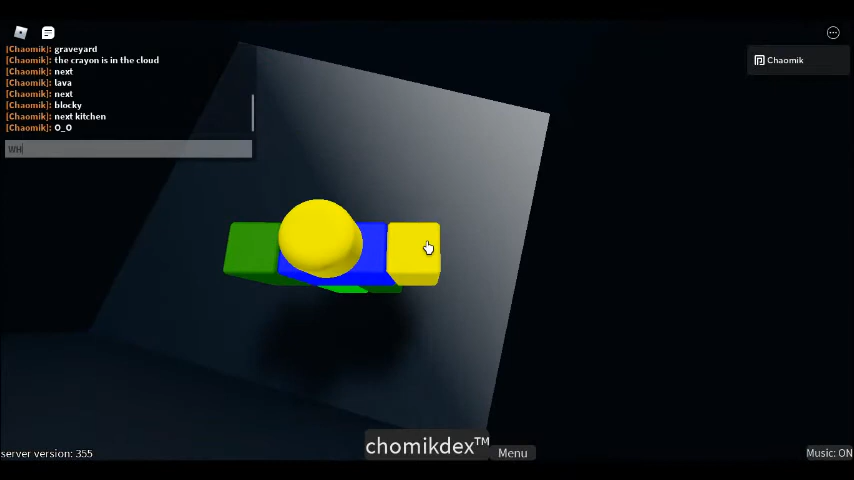 [Chaomik]: graveyard
[Chaomik]: the crayon is in the cloud
[Chaomik]: next
[Chaomik]: lava
[Chaomik]: next
[Chaomik]: blocky
[Chaomik]: next kitchen
[Chaomik]: O_O
WH
Chaomik
chomikdex™
Menu
server version: 355
Music: ON